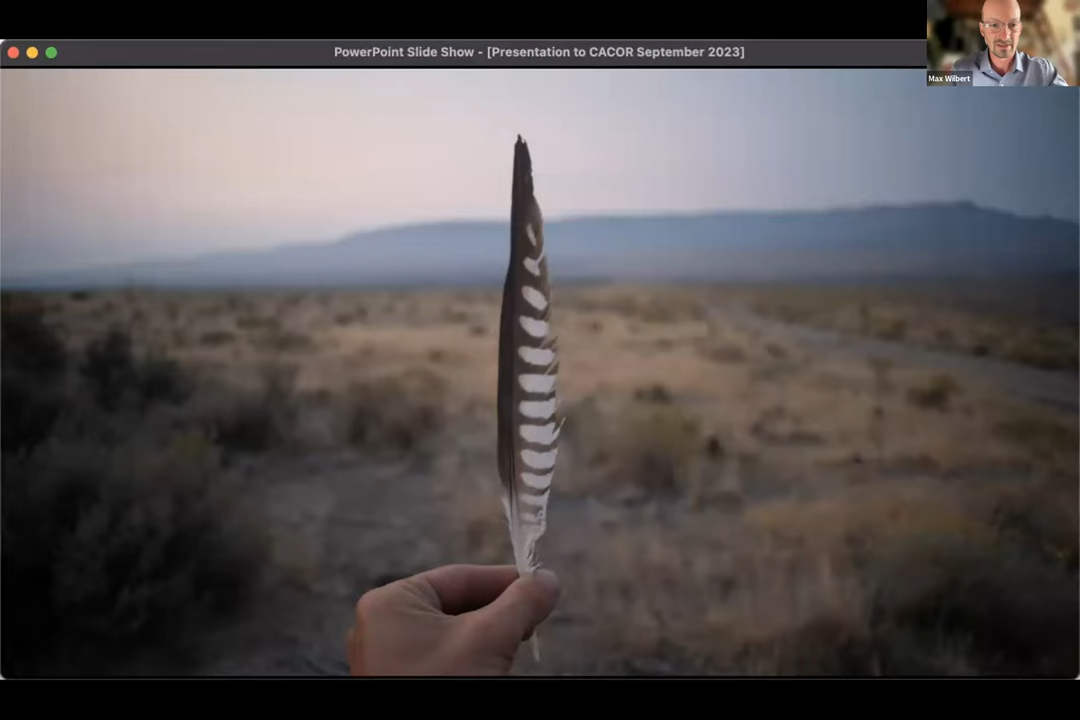 PowerPoint Slide Show - [Presentation to CACOR September 2023]
Max Wilbert